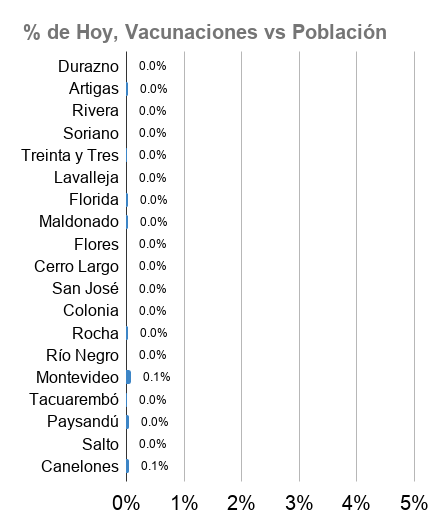 % de Hoy, Vacunaciones vs Población
Durazno 0.0%
Artigas 0.0%
Rivera 0.0%
Soriano 0.0%
Treinta y Tres 0.0%
Lavalleja 0.0%
Florida 0.0%
Maldonado 0.0%
Flores 0.0%
Cerro Largo 0.0%
San José 0.0%
Colonia 0.0%
Rocha 0.0%
Río Negro 0.0%
Montevideo 0.1%
Tacuarembó 0.0%
Paysandú 0.0%
Salto 0.0%
Canelones 0.1%
0% 1% 2% 3% 4% 5%